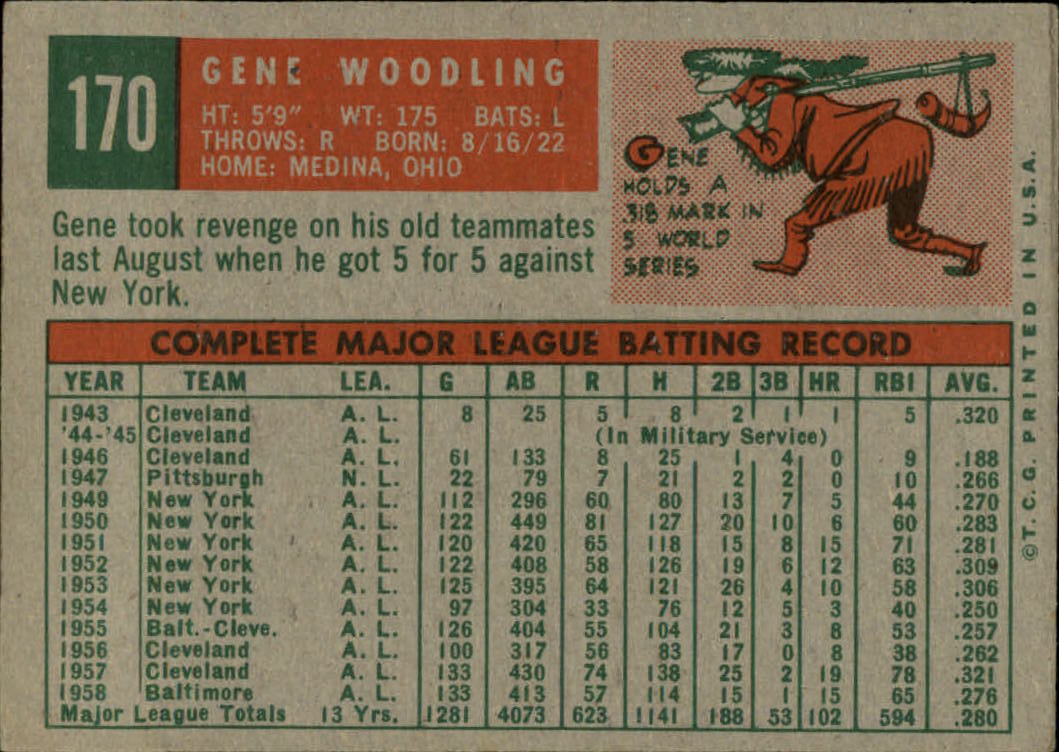 170
GENE WOODLING
HT: 5'9" WT: 175 BATS: L
THROWS: R BORN: 8/16/22
HOME: MEDINA, OHIO
Gene took revenge on his old teammates
last August when he got 5 for 5 against
New York.
GENE
HOLDS A
.318 MARK IN
5 WORLD
SERIES
COMPLETE MAJOR LEAGUE BATTING RECORD
YEAR TEAM LEA. G AB R H 2B 3B HR RBI AVG.
1943 Cleveland A. L. 8 25 5 8 2 1 1 5 .320
'44-'45 Cleveland A. L. (In Military Service)
1946 Cleveland A. L. 61 133 8 25 1 4 0 9 .188
1947 Pittsburgh N. L. 22 79 7 21 2 2 0 10 .266
1949 New York A. L. 112 296 60 80 13 7 5 44 .270
1950 New York A. L. 122 449 81 127 20 10 6 60 .283
1951 New York A. L. 120 420 65 118 15 8 15 71 .281
1952 New York A. L. 122 408 58 126 19 6 12 63 .309
1953 New York A. L. 125 395 64 121 26 4 10 58 .306
1954 New York A. L. 97 304 33 76 12 5 3 40 .250
1955 Balt.-Cleve. A. L. 126 404 55 104 21 3 8 53 .257
1956 Cleveland A. L. 100 317 56 83 17 0 8 38 .262
1957 Cleveland A. L. 133 430 74 138 25 2 19 78 .321
1958 Baltimore A. L. 133 413 57 114 15 1 15 65 .276
Major League Totals 13 Yrs. 1281 4073 623 1141 188 53 102 594 .280
©T. C. G. PRINTED IN U.S.A.